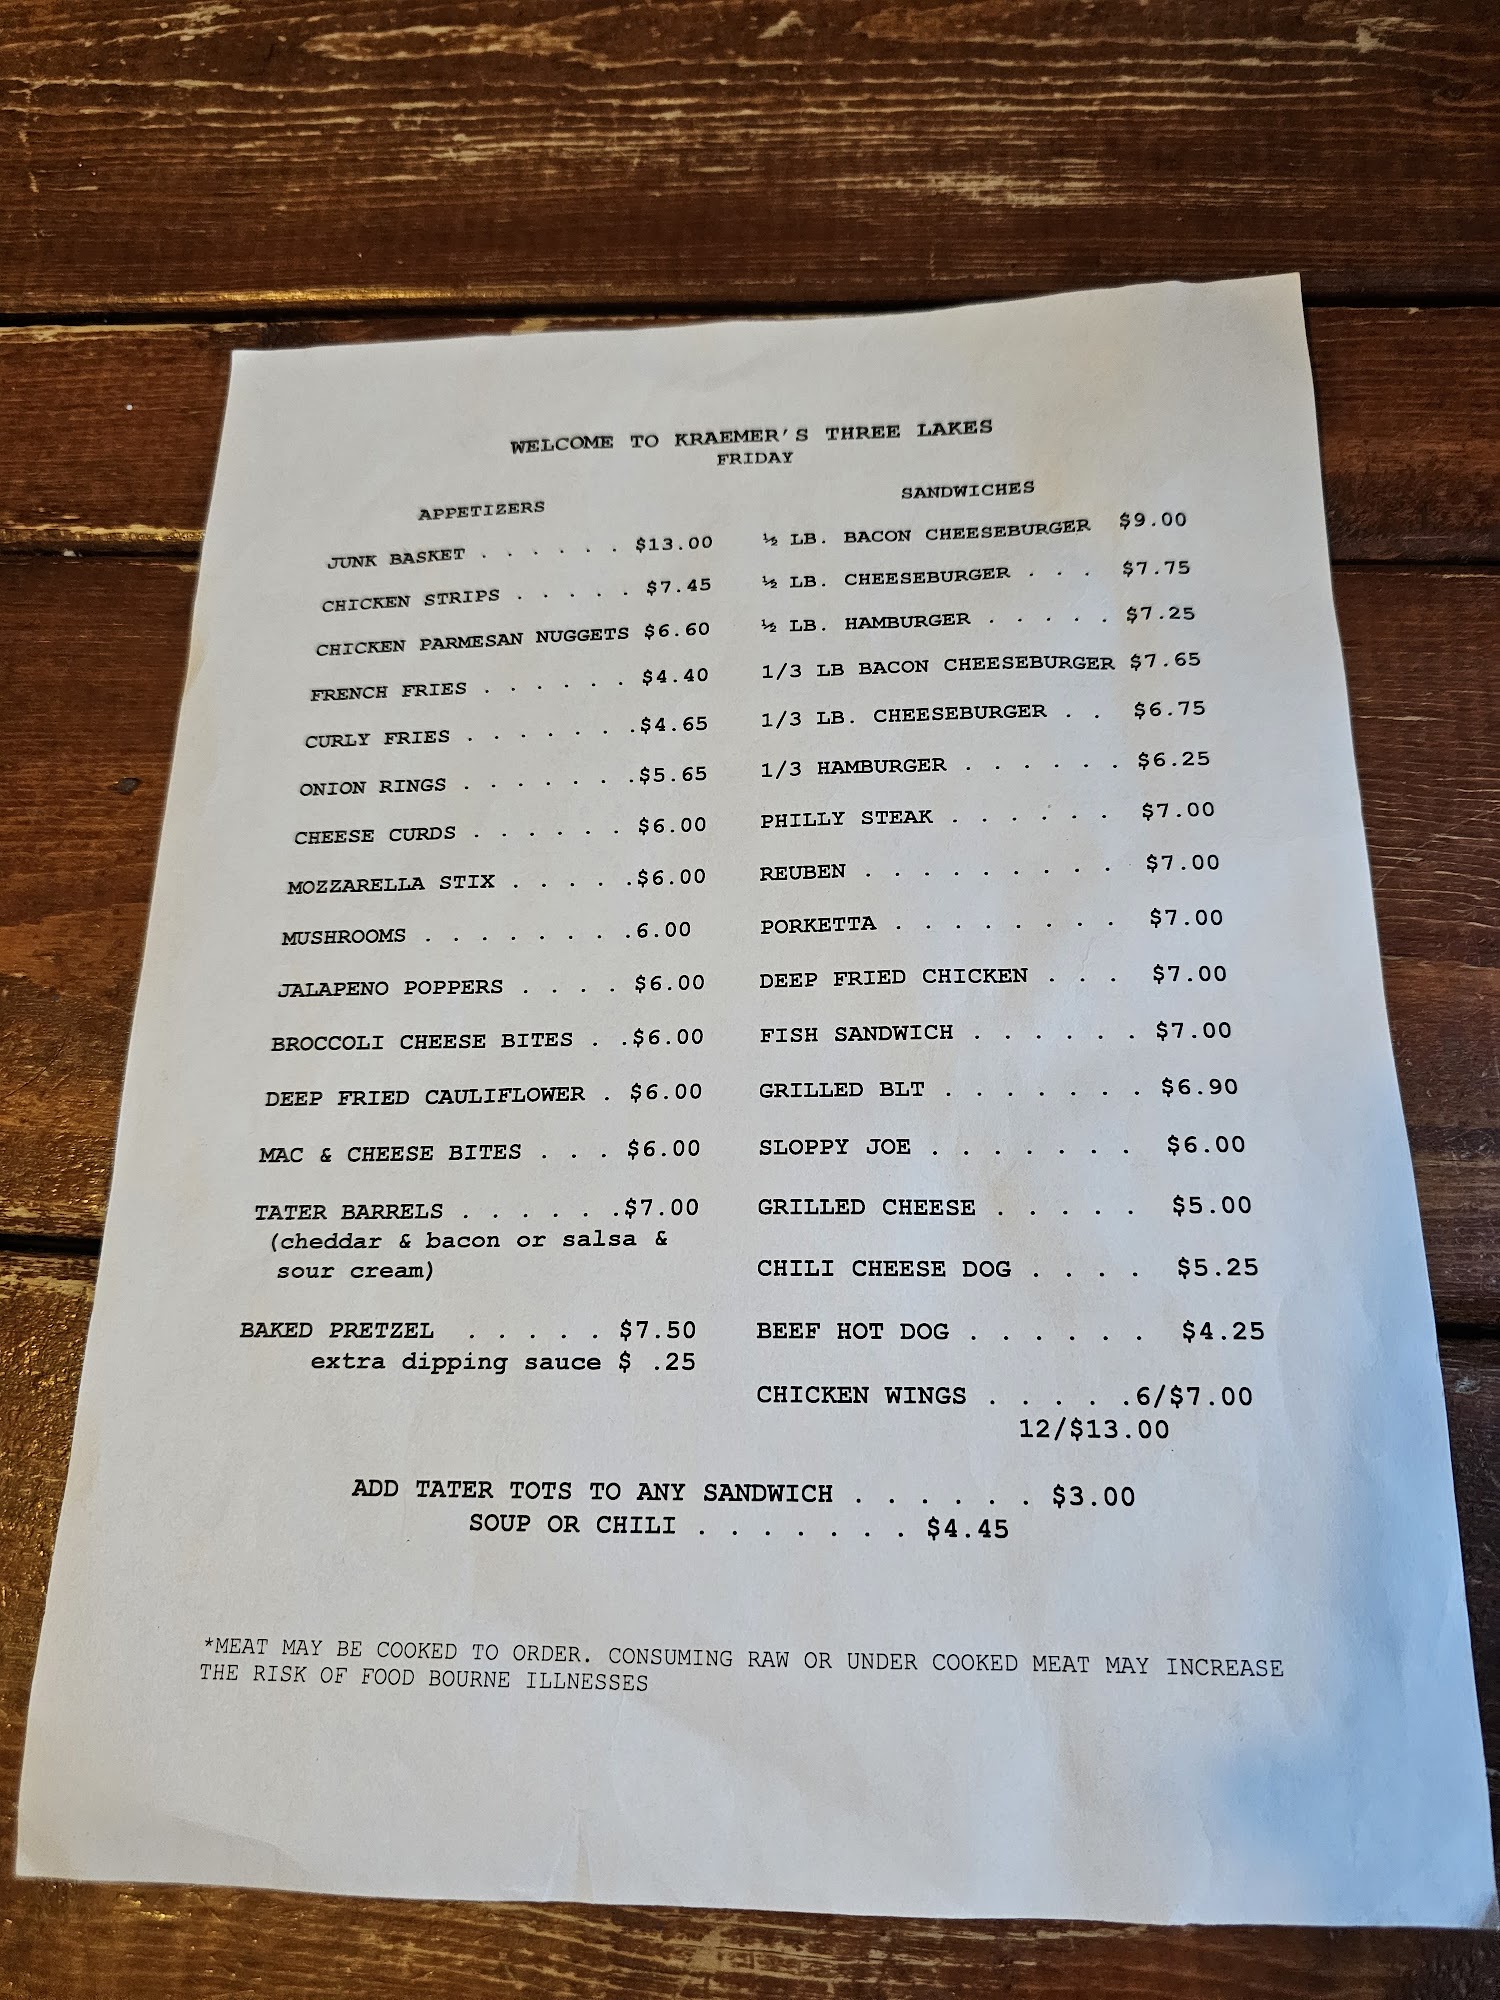 WELCOME TO KRAEMER'S THREE LAKES
FRIDAY
APPETIZERS
JUNK BASKET . . . . . . $13.00
CHICKEN STRIPS . . . . . $7.45
CHICKEN PARMESAN NUGGETS $6.60
FRENCH FRIES . . . . . . $4.40
CURLY FRIES . . . . . . .$4.65
ONION RINGS . . . . . . .$5.65
CHEESE CURDS . . . . . . $6.00
MOZZARELLA STIX . . . . .$6.00
MUSHROOMS . . . . . . . .6.00
JALAPENO POPPERS . . . . $6.00
BROCCOLI CHEESE BITES . .$6.00
DEEP FRIED CAULIFLOWER . $6.00
MAC & CHEESE BITES . . . $6.00
TATER BARRELS . . . . . .$7.00
(cheddar & bacon or salsa &
sour cream)
BAKED PRETZEL . . . . . $7.50
extra dipping sauce $ .25
SANDWICHES
½ LB. BACON CHEESEBURGER $9.00
½ LB. CHEESEBURGER . . . $7.75
½ LB. HAMBURGER . . . . . $7.25
1/3 LB BACON CHEESEBURGER $7.65
1/3 LB. CHEESEBURGER . . $6.75
1/3 HAMBURGER . . . . . . $6.25
PHILLY STEAK . . . . . . $7.00
REUBEN . . . . . . . . . $7.00
PORKETTA . . . . . . . . $7.00
DEEP FRIED CHICKEN . . . $7.00
FISH SANDWICH . . . . . . $7.00
GRILLED BLT . . . . . . . $6.90
SLOPPY JOE . . . . . . . $6.00
GRILLED CHEESE . . . . . $5.00
CHILI CHEESE DOG . . . . $5.25
BEEF HOT DOG . . . . . . $4.25
CHICKEN WINGS . . . . .6/$7.00
12/$13.00
ADD TATER TOTS TO ANY SANDWICH . . . . . . $3.00
SOUP OR CHILI . . . . . . . $4.45
*MEAT MAY BE COOKED TO ORDER. CONSUMING RAW OR UNDER COOKED MEAT MAY INCREASE
THE RISK OF FOOD BOURNE ILLNESSES